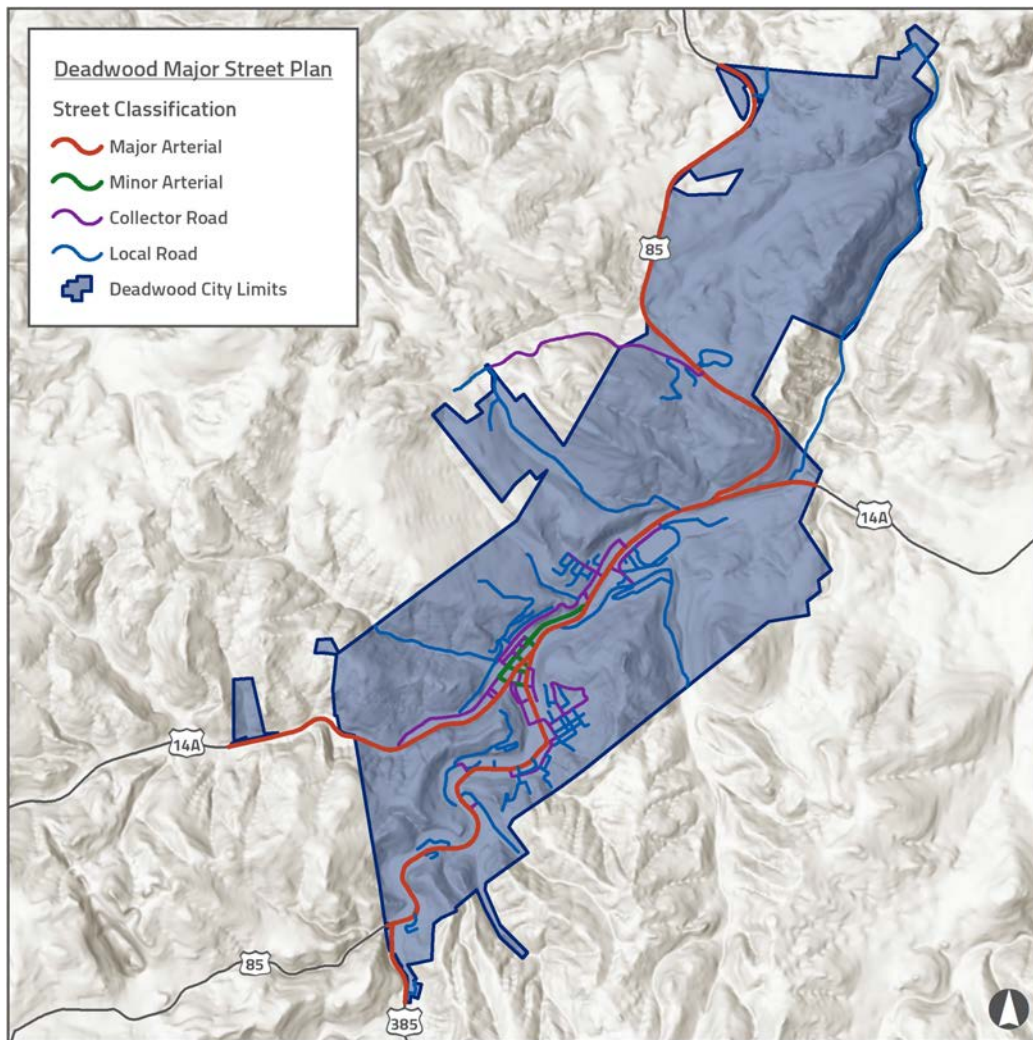 Deadwood Major Street Plan
Street Classification
Major Arterial
Minor Arterial
Collector Road
Local Road
Deadwood City Limits
85
14A
14A
85
385